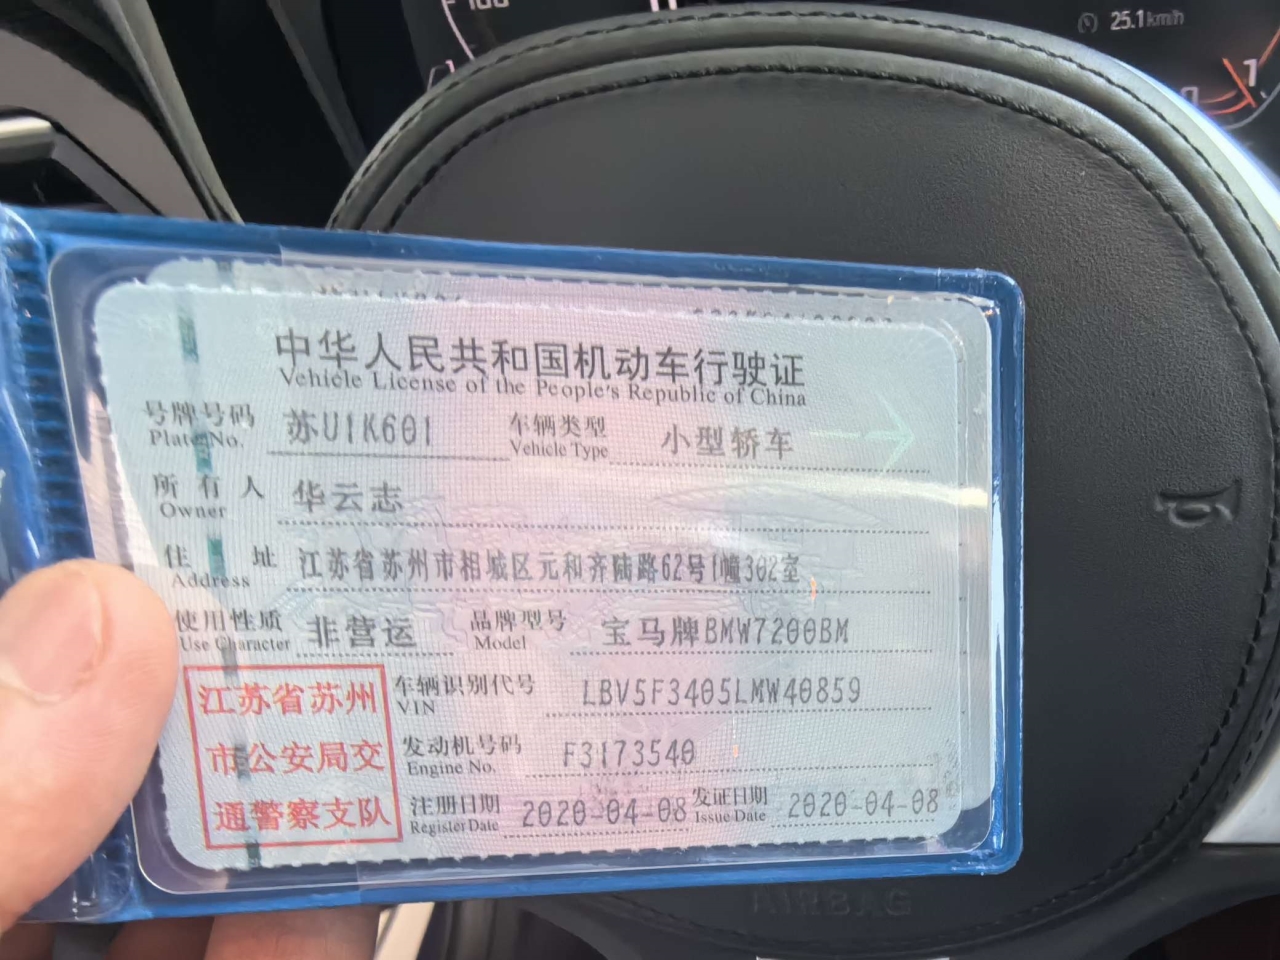 25.1km/h
中华人民共和国机动车行驶证
Vehicle License of the People's Republic of China
号牌号码 苏U1K601 车辆类型 小型轿车
Plate No. Vehicle Type
所有人 华云志
Owner
住址 江苏省苏州市相城区元和齐陆路62号1幢302室
Address
使用性质 非营运 品牌型号 宝马牌BMW7200BM
Use Character Model
江苏省苏州
市公安局交
通警察支队
车辆识别代号 LBV5F3405LMW40859
VIN
发动机号码 F3173540
Engine No.
注册日期 2020-04-08 发证日期 2020-04-08
Register Date Issue Date
AIRBAG